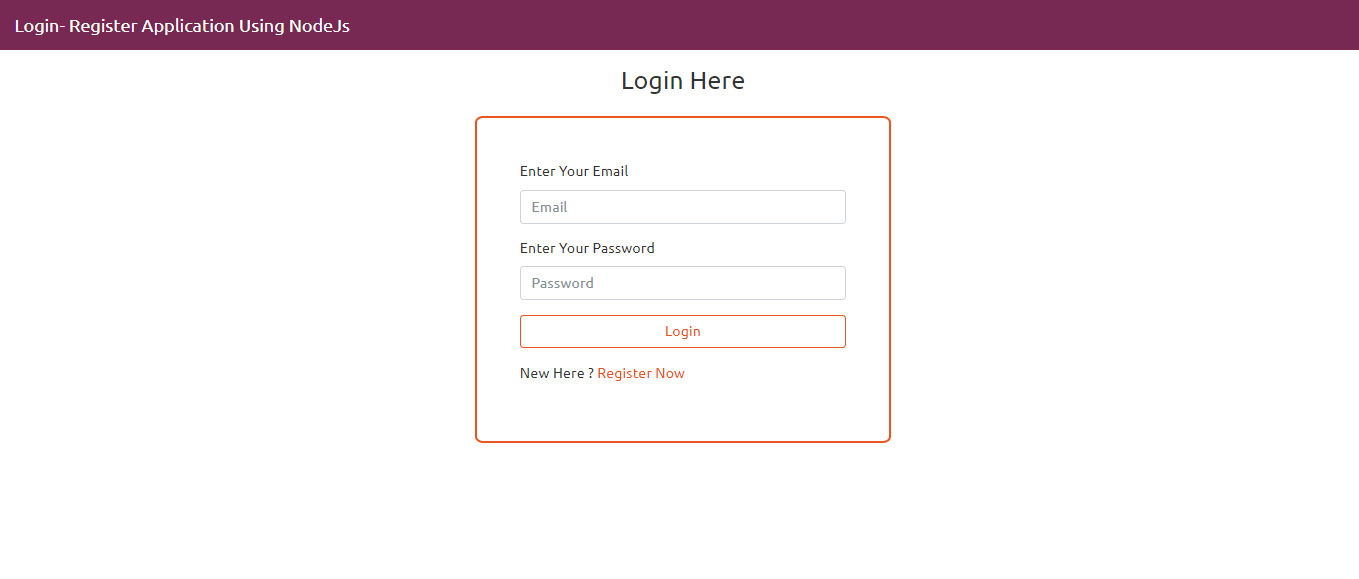 Login- Register Application Using NodeJs
Login Here
Enter Your Email
Email
Enter Your Password
Password
Login
New Here ? Register Now